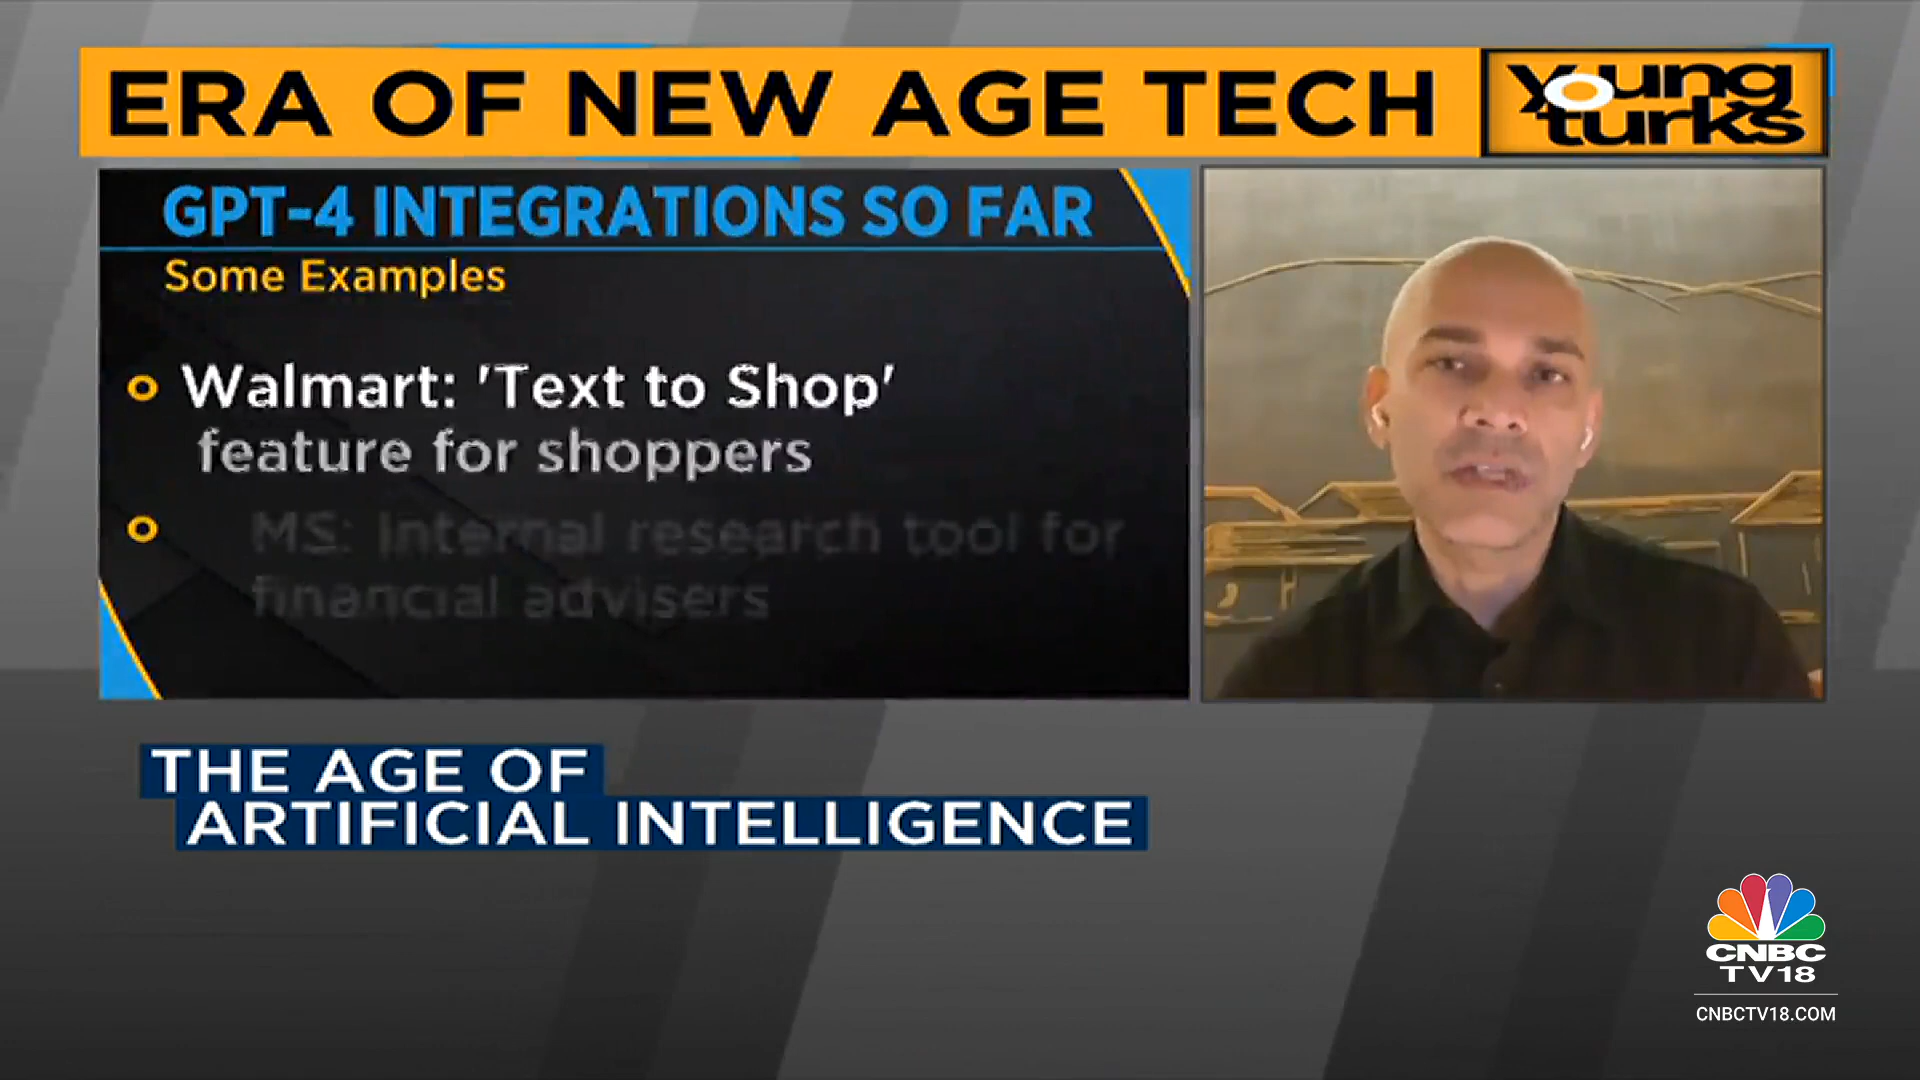 ERA OF NEW AGE TECH
young
turks
GPT-4 INTEGRATIONS SO FAR
Some Examples
Walmart: 'Text to Shop'
feature for shoppers
MS: Internal research tool for
financial advisers
THE AGE OF
ARTIFICIAL INTELLIGENCE
CNBC
TV18
CNBCTV18.COM